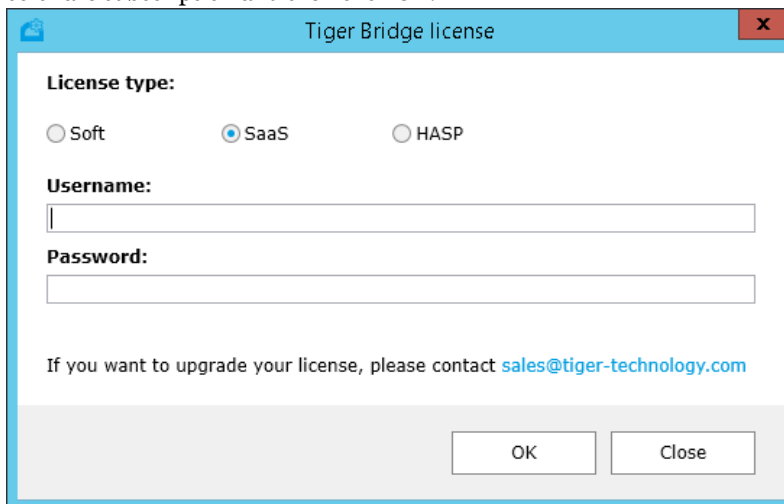 Tiger Bridge license
x
License type:
Soft SaaS HASP
Username:
Password:
If you want to upgrade your license, please contact sales@tiger-technology.com
OK Close